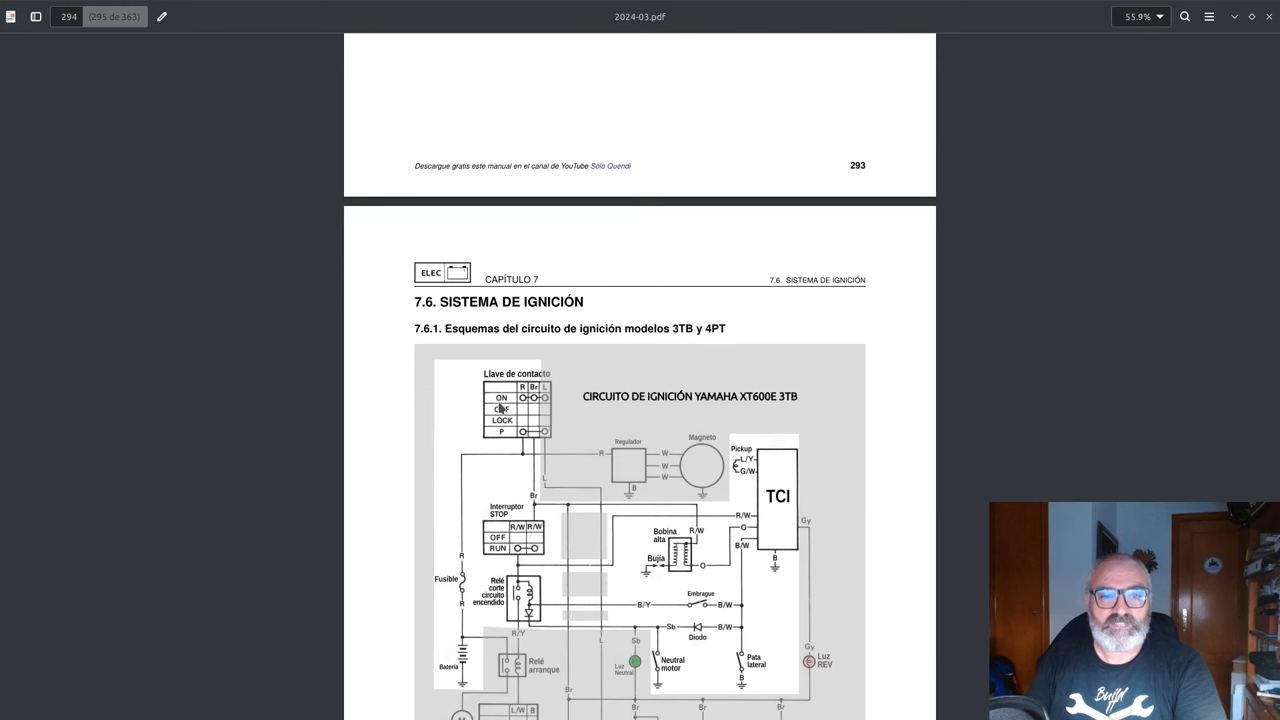 294
(295 de 363)
2024-03.pdf
55.9%
Descargue gratis este manual en el canal de YouTube Solo Quendi
293
ELEC
CAPÍTULO 7
7.6. SISTEMA DE IGNICIÓN
7.6. SISTEMA DE IGNICIÓN
7.6.1. Esquemas del circuito de ignición modelos 3TB y 4PT
Llave de contacto
R Br L
ON
OFF
LOCK
P
CIRCUITO DE IGNICIÓN YAMAHA XT600E 3TB
Regulador
Magneto
Pickup
R
W
W
W
B
L/Y
G/W
TCI
L
Br
Interruptor
STOP
R/W R/W
OFF
RUN
Bobina
alta
R/W
Bujía
O
R/W
O
B/W
Gy
B
R
Fusible
R
Relé
corte
circuito
encendido
B/Y
Embrague
B/W
Sb
B/W
Diodo
R/Y
L
Sb
Batería
Relé
arranque
Luz
Neutral
Neutral
motor
Pata
lateral
B
Gy
Luz
REV
Br
L/W B
Br
Br
Br
M
Build